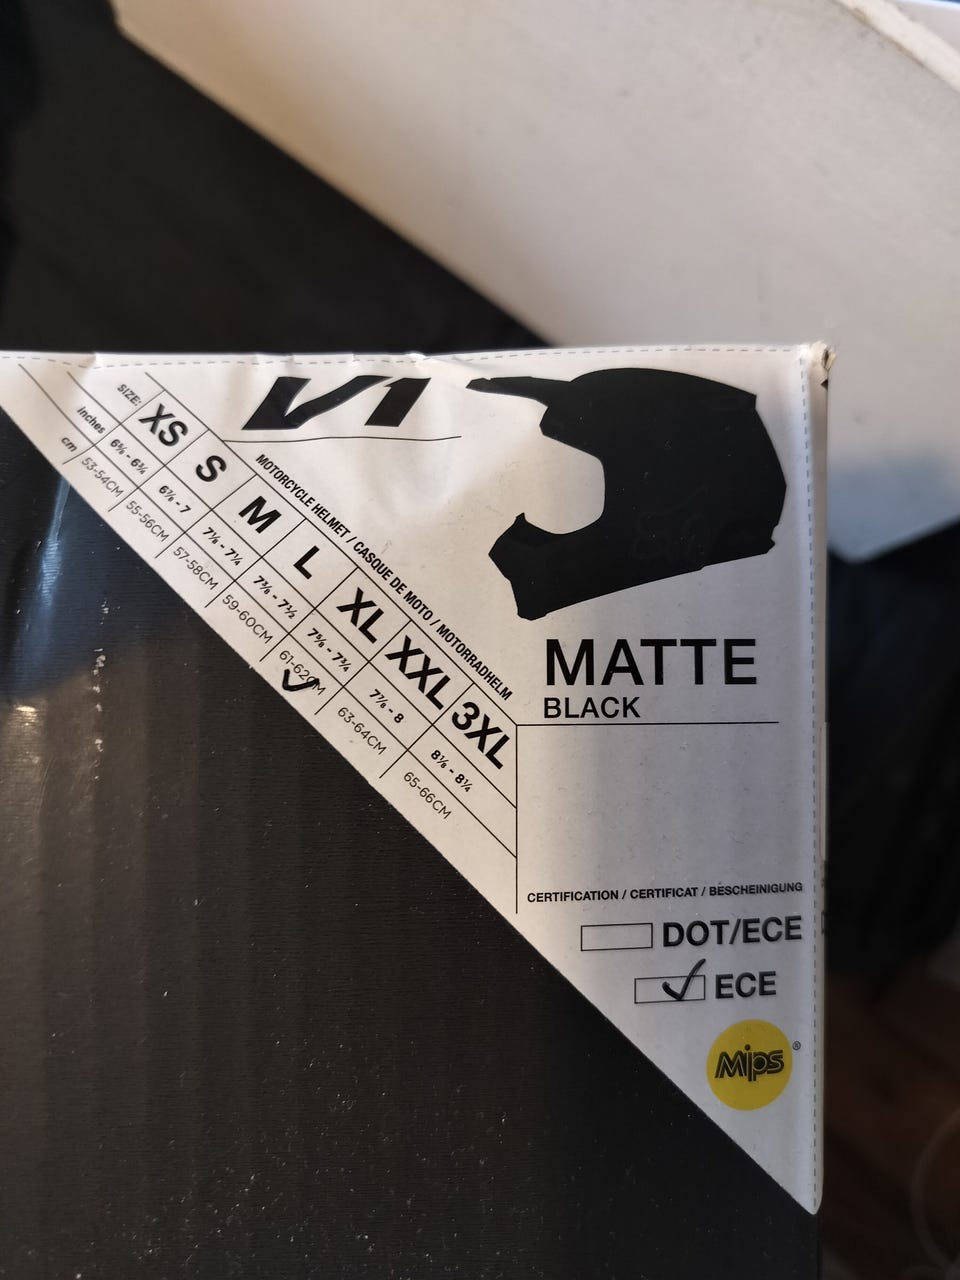 V1
MOTORCYCLE HELMET / CASQUE DE MOTO / MOTORRADHELM
SIZE: XS S M L XL XXL 3XL
inches 6⅝ - 6¾ 6⅞ - 7 7⅛ - 7¼ 7⅜ - 7½ 7⅝ - 7¾ 7⅞ - 8 8⅛ - 8¼
cm 53-54CM 55-56CM 57-58CM 59-60CM 61-62CM 63-64CM 65-66CM
MATTE
BLACK
CERTIFICATION / CERTIFICAT / BESCHEINIGUNG
DOT/ECE
ECE
Mips®